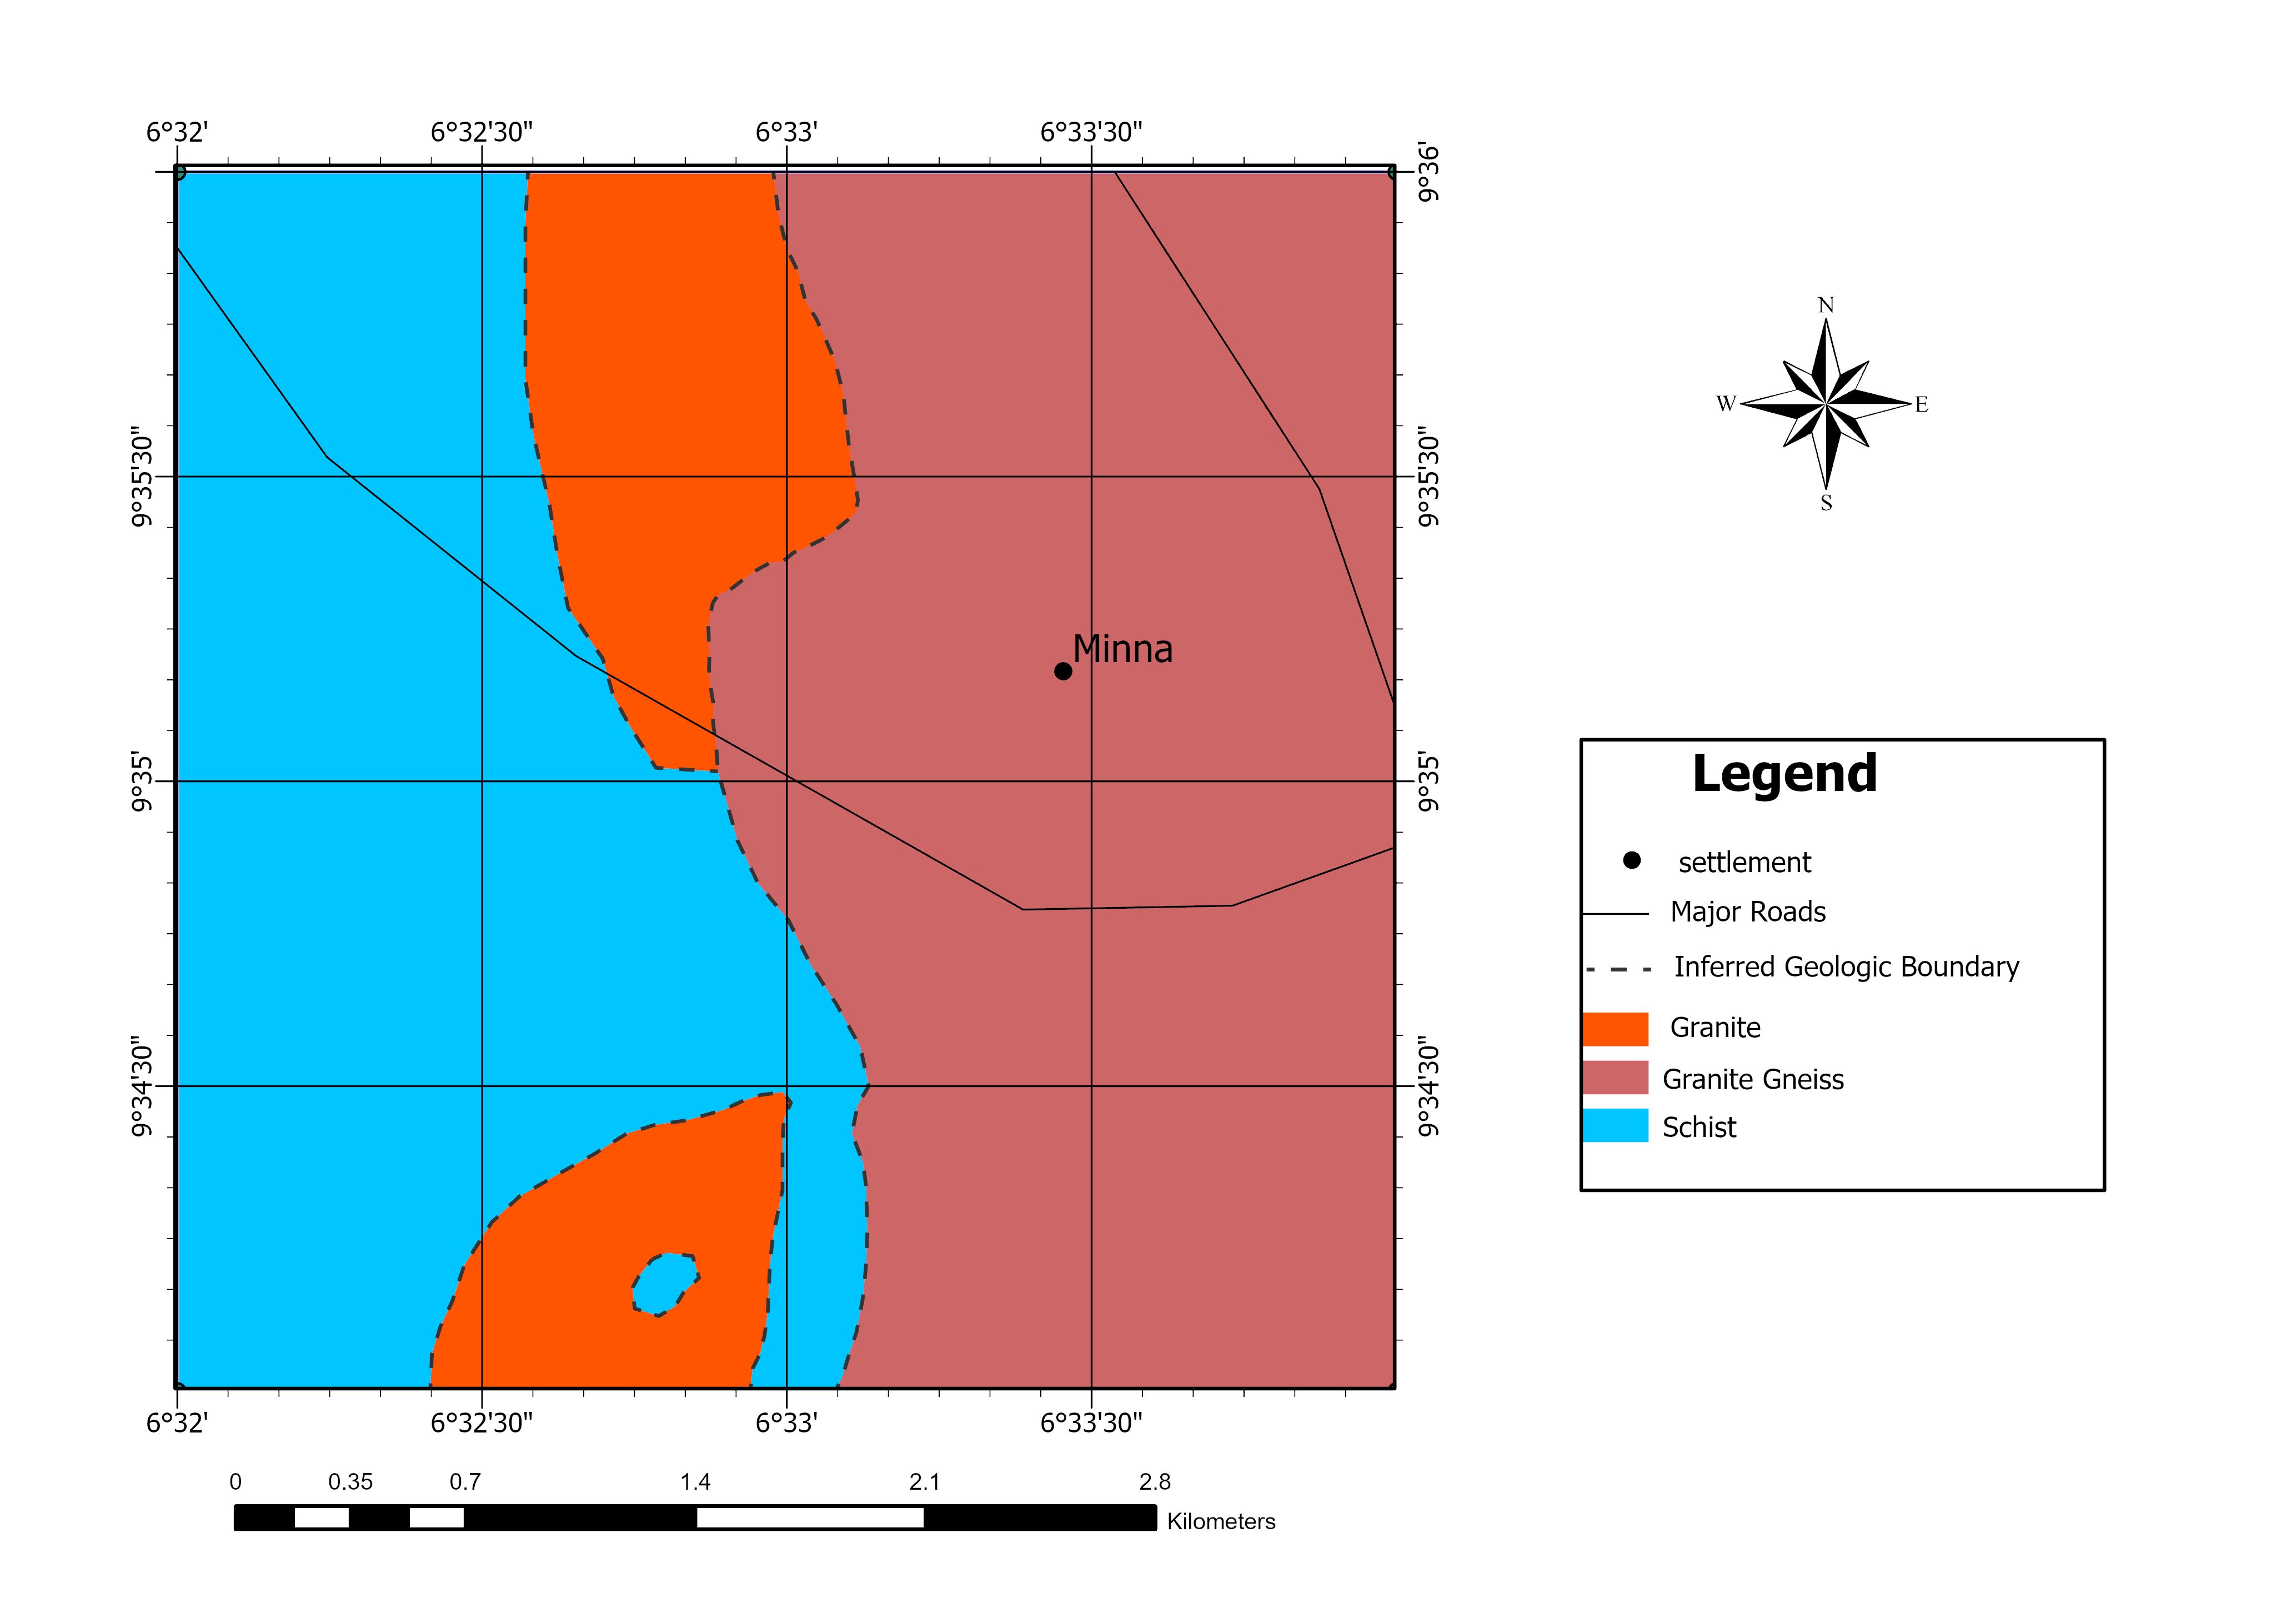 6°32' 6°32'30" 6°33' 6°33'30"
9°36'
N
W E
S
9°35'30" 9°35'30"
Minna
9°35' 9°35'
Legend
settlement
Major Roads
Inferred Geologic Boundary
Granite
Granite Gneiss
Schist
9°34'30" 9°34'30"
6°32' 6°32'30" 6°33' 6°33'30"
0 0.35 0.7 1.4 2.1 2.8
Kilometers